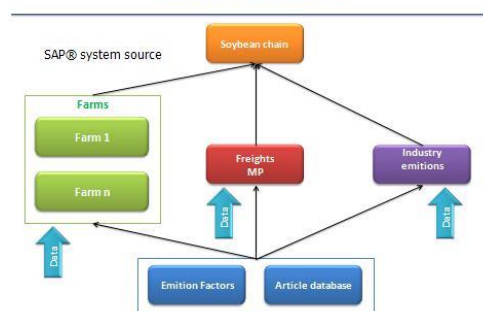 Soybean chain
SAP® system source
Farms
Farm 1
Farm n
Freights
MP
Industry
emitions
Data
Data
Data
Emition Factors
Article database